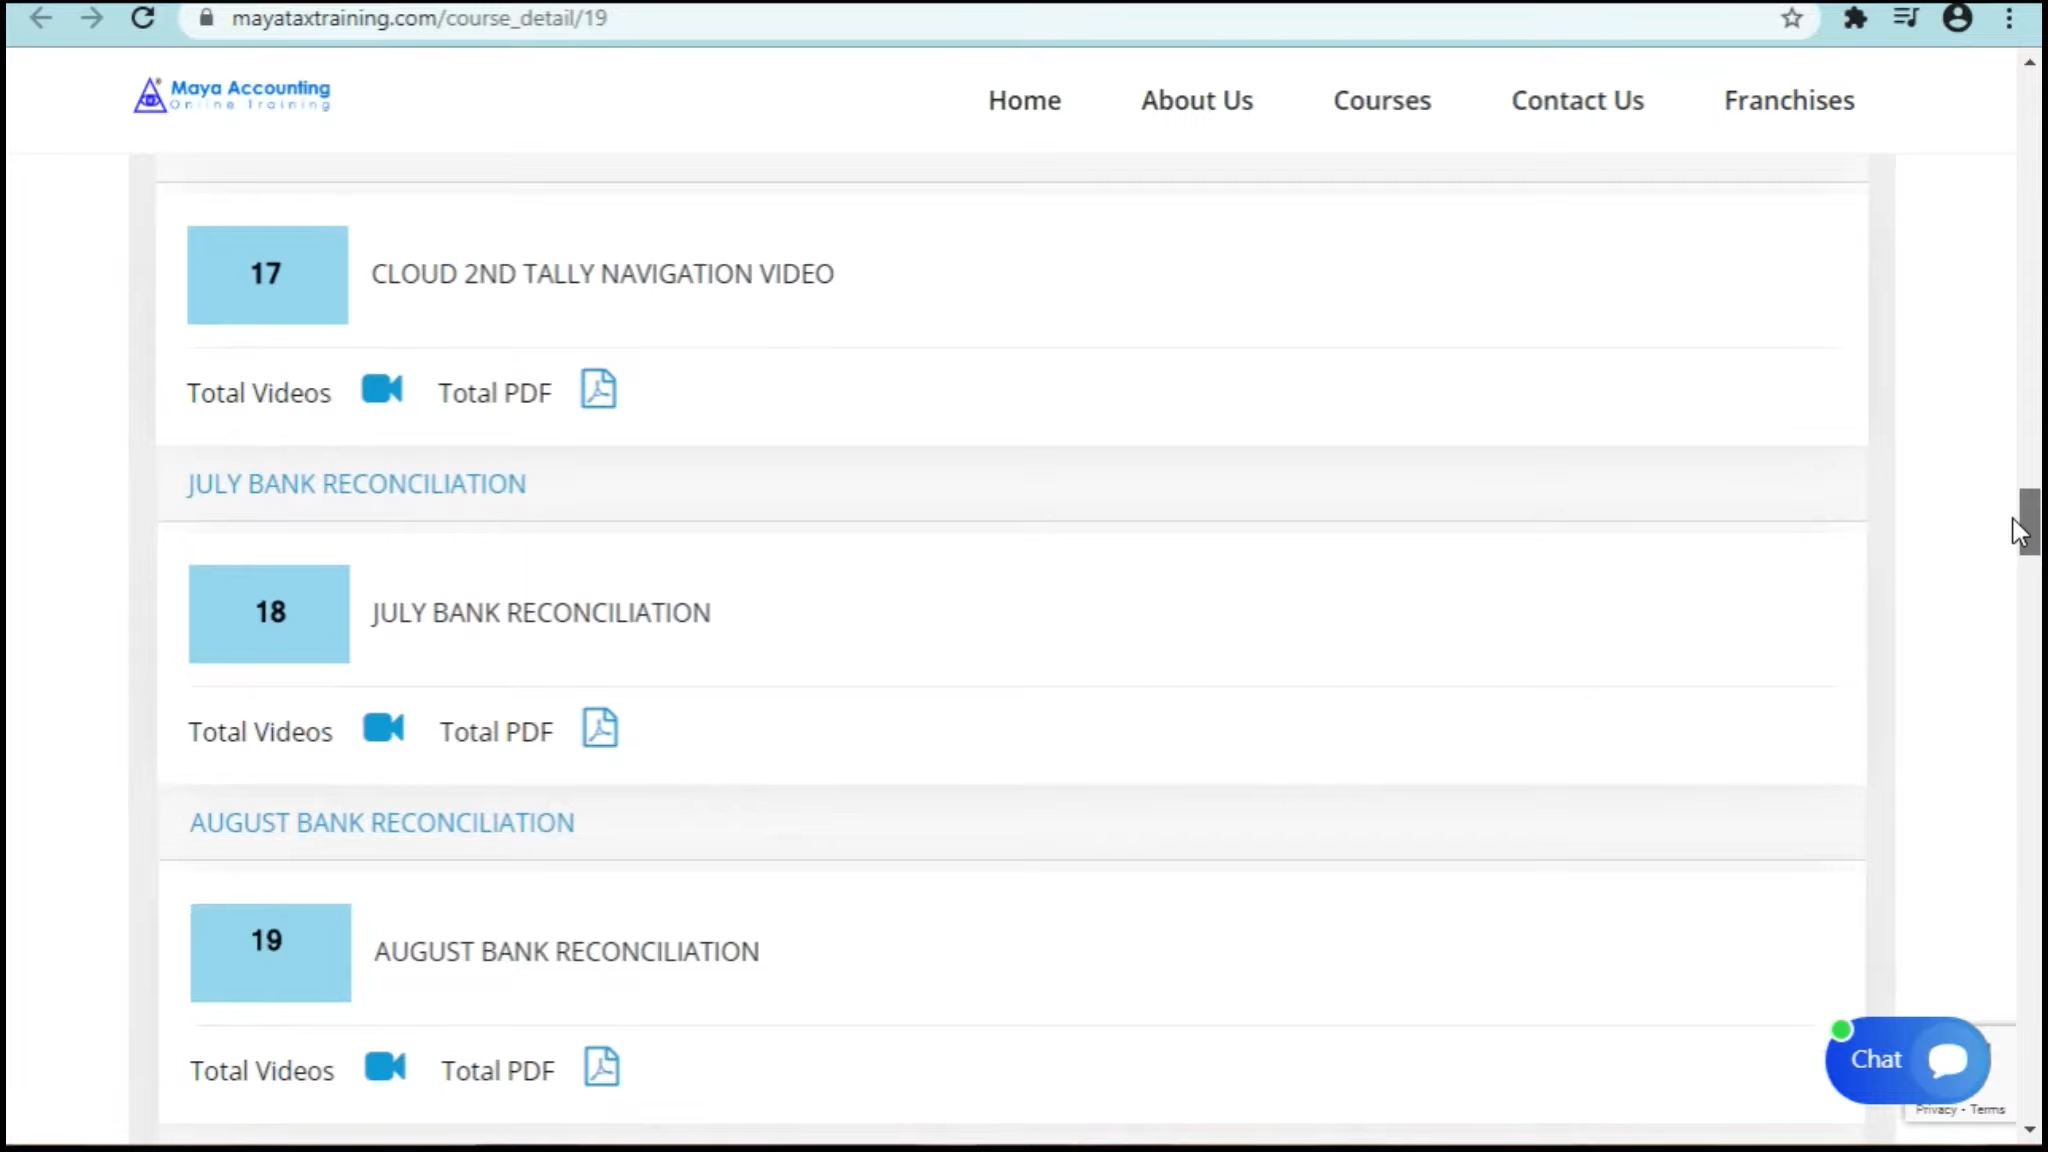 mayataxtraining.com/course_detail/19
Maya Accounting
Online Training
Home About Us Courses Contact Us Franchises
17 CLOUD 2ND TALLY NAVIGATION VIDEO
Total Videos Total PDF
JULY BANK RECONCILIATION
18 JULY BANK RECONCILIATION
Total Videos Total PDF
AUGUST BANK RECONCILIATION
19 AUGUST BANK RECONCILIATION
Total Videos Total PDF
Chat
Privacy - Terms